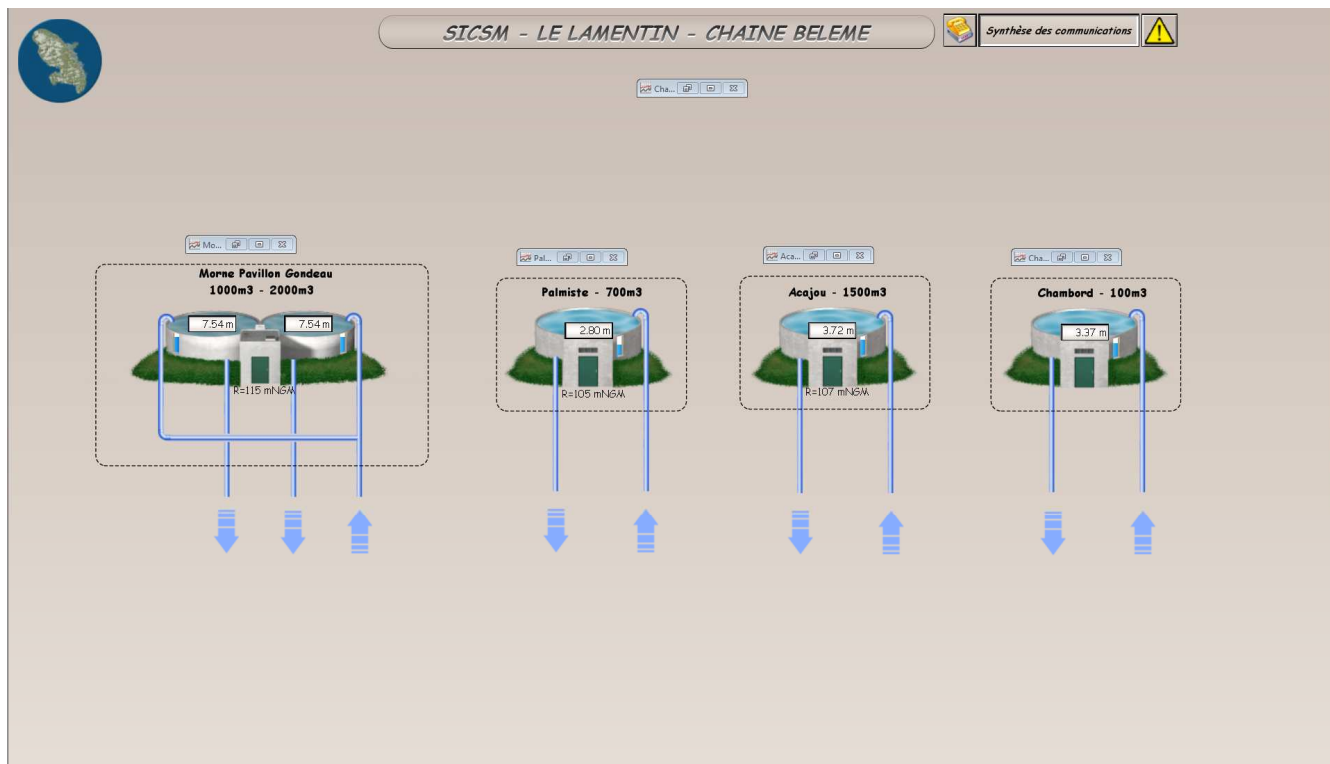 SICSM - LE LAMENTIN - CHAINE BELEME
Synthèse des communications
Cha...
Mo...
Pal...
Aca...
Cha...
Morne Pavillon Gondeau
1000m3 - 2000m3
7.54 m
7.54 m
R=115 mNGM
Palmiste - 700m3
2.80 m
R=105 mNGM
Acajou - 1500m3
3.72 m
R=107 mNGM
Chambord - 100m3
3.37 m